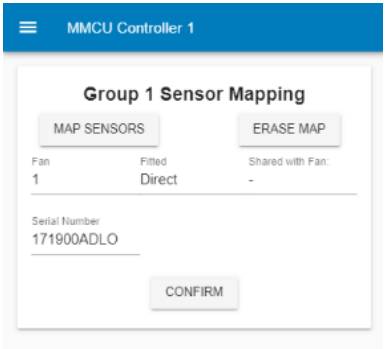 MMCU Controller 1
Group 1 Sensor Mapping
MAP SENSORS ERASE MAP
Fan Fitted Shared with Fan:
1 Direct -
Serial Number
171900ADLO
CONFIRM